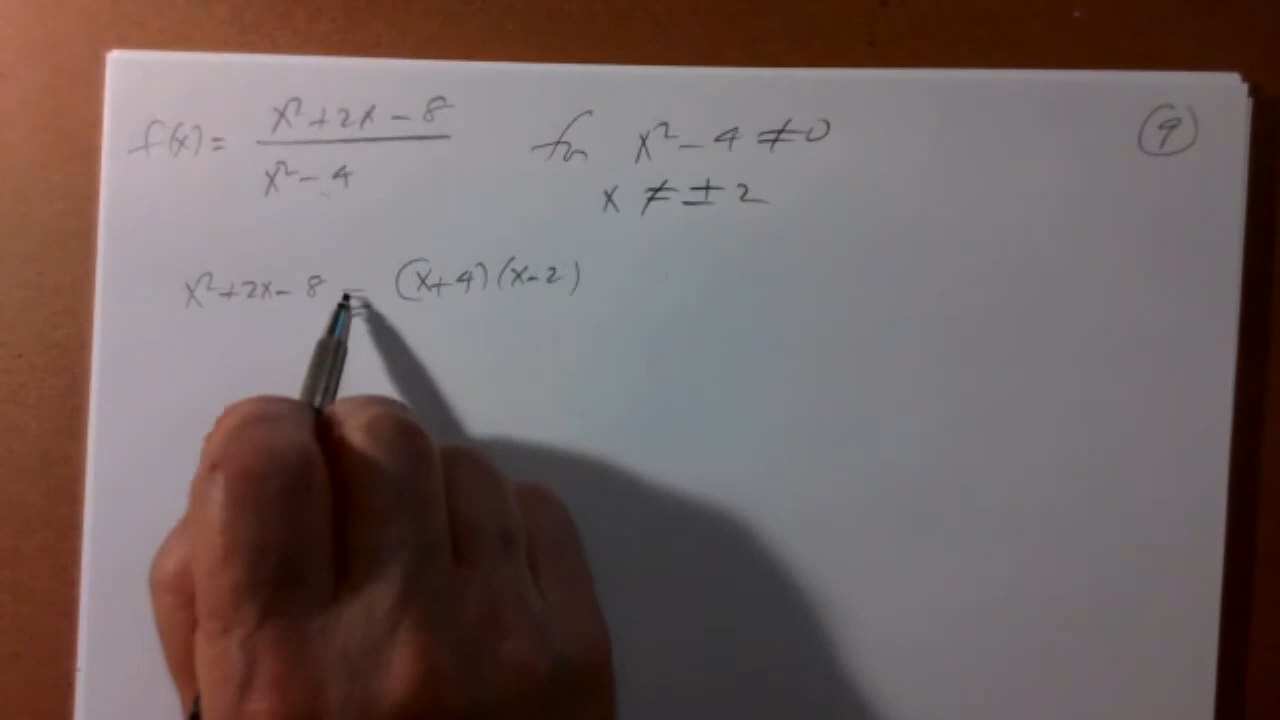 f(x) = x²+2x-8 / x²-4 for x²-4≠0
x≠±2
9
x²+2x-8 = (x+4)(x-2)